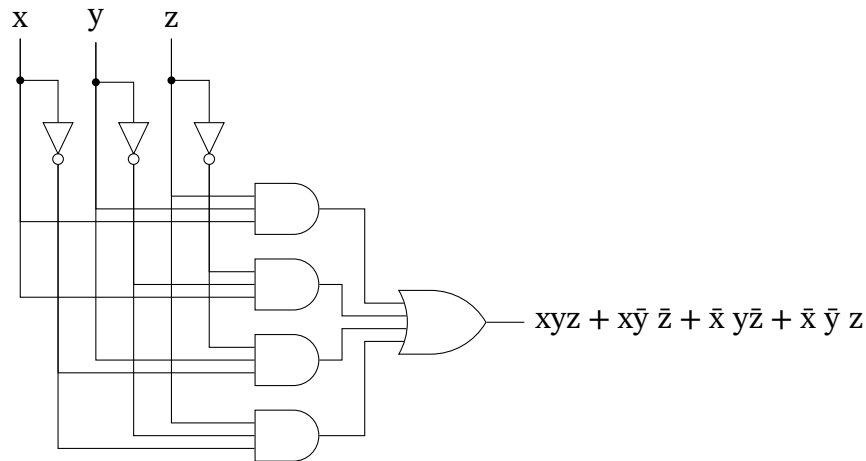 x y z
xyz + xȳ z̄ + x̄ yz̄ + x̄ ȳ z